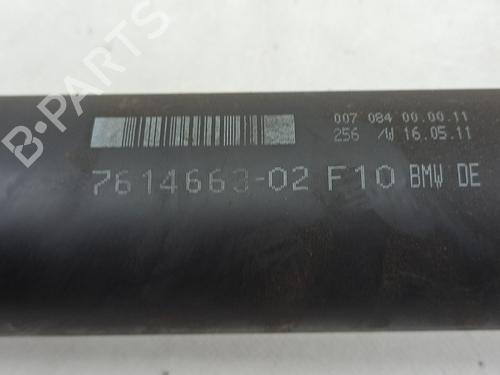 B-PARTS
007 084 00.00.11
256 /W 16.05.11
7614663-02 F10 BMW DE